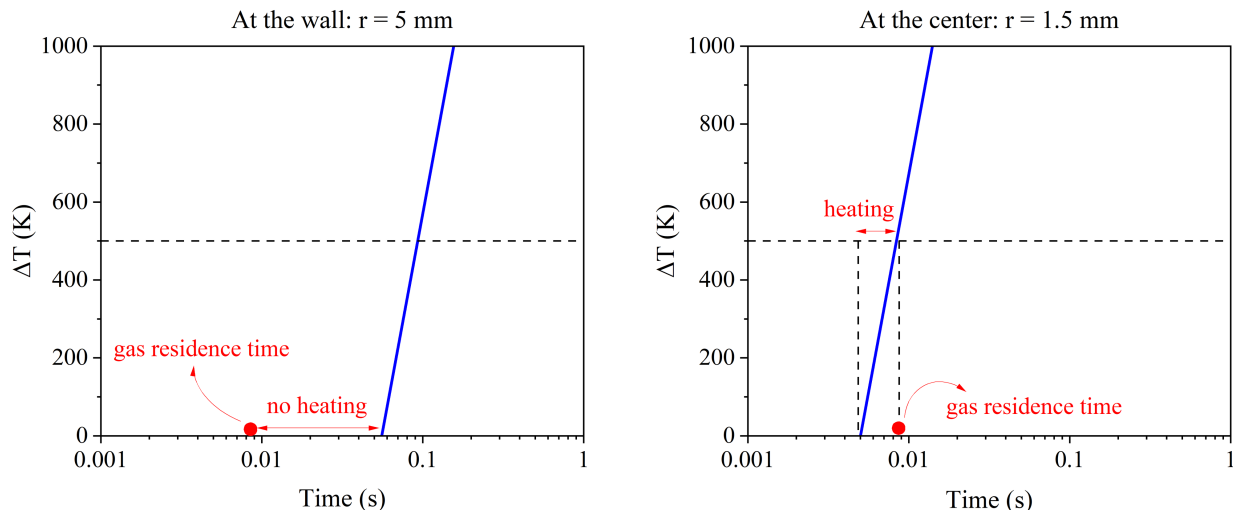 At the wall: r = 5 mm
1000
800
600
400
200
0
ΔT (K)
gas residence time
no heating
0.001
0.01
0.1
1
Time (s)
At the center: r = 1.5 mm
1000
800
600
400
200
0
ΔT (K)
heating
gas residence time
0.001
0.01
0.1
1
Time (s)